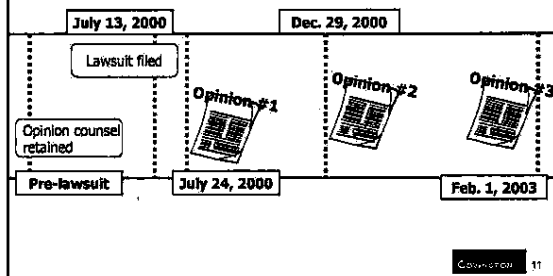 July 13, 2000
Dec. 29, 2000
Lawsuit filed
Opinion #1
Opinion #2
Opinion #3
Opinion counsel
retained
Pre-lawsuit
July 24, 2000
Feb. 1, 2003
COVINGTON
11